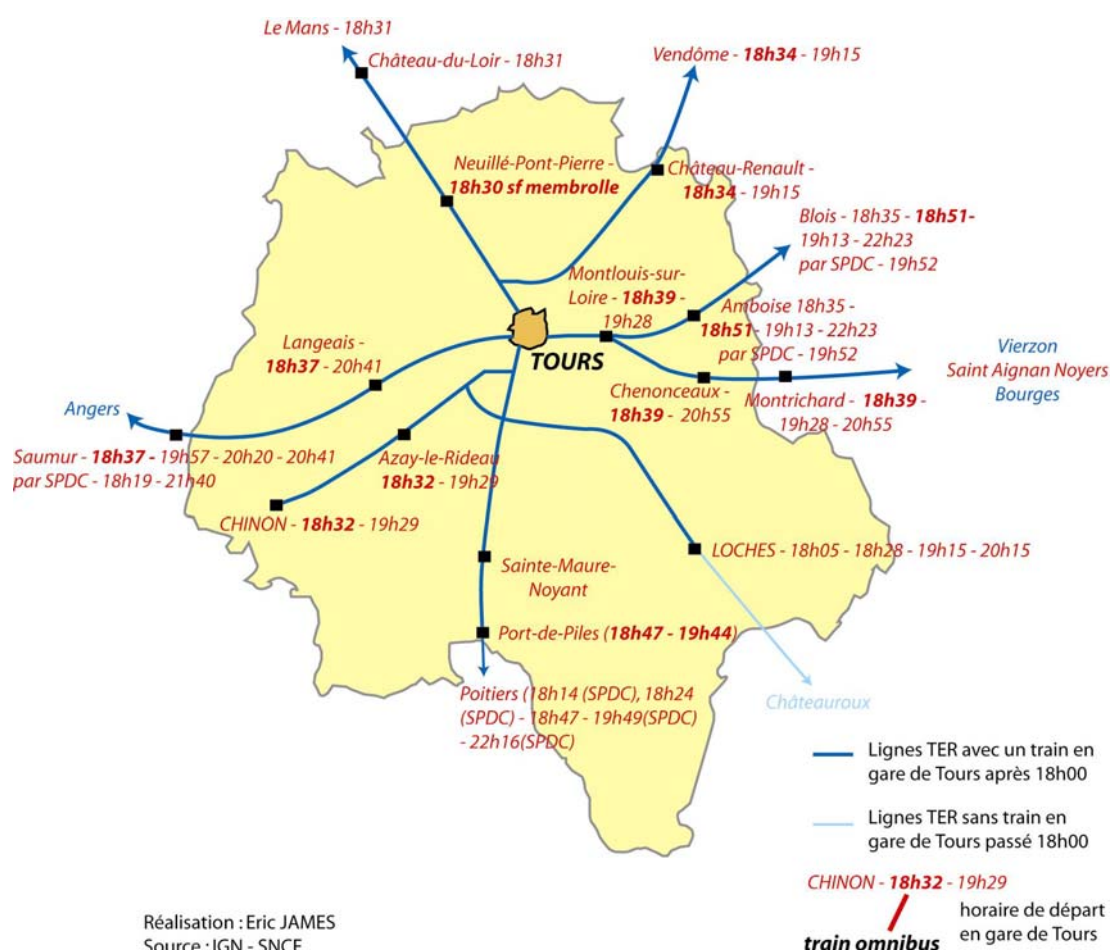 Le Mans - 18h31
Château-du-Loir - 18h31
Vendôme - 18h34 - 19h15
Neuillé-Pont-Pierre -
18h30 sf membrolle
Château-Renault -
18h34 - 19h15
Blois - 18h35 - 18h51-
19h13 - 22h23
par SPDC - 19h52
Montlouis-sur-
Loire - 18h39 -
19h28
Amboise 18h35 -
18h51- 19h13 - 22h23
par SPDC - 19h52
Langeais -
18h37 - 20h41
TOURS
Vierzon
Saint Aignan Noyers
Bourges
Chenonceaux -
18h39 - 20h55
Montrichard - 18h39 -
19h28 - 20h55
Angers
Saumur - 18h37 - 19h57 - 20h20 - 20h41
par SPDC - 18h19 - 21h40
Azay-le-Rideau
18h32 - 19h29
CHINON - 18h32 - 19h29
LOCHES - 18h05 - 18h28 - 19h15 - 20h15
Sainte-Maure-
Noyant
Port-de-Piles (18h47 - 19h44)
Poitiers (18h14 (SPDC), 18h24
(SPDC) - 18h47 - 19h49(SPDC)
- 22h16(SPDC)
Châteauroux
Lignes TER avec un train en
gare de Tours après 18h00
Lignes TER sans train en
gare de Tours passé 18h00
CHINON - 18h32 - 19h29
horaire de départ
en gare de Tours
train omnibus
Réalisation : Eric JAMES
Source : IGN - SNCF